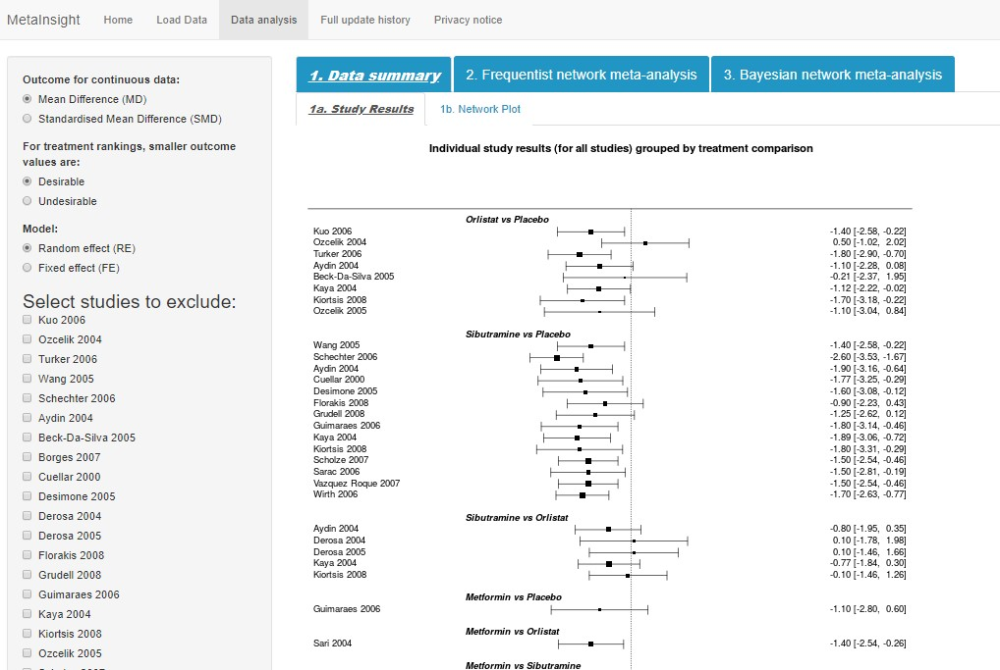 MetaInsight Home Load Data Data analysis Full update history Privacy notice
Outcome for continuous data:
Mean Difference (MD)
Standardised Mean Difference (SMD)
For treatment rankings, smaller outcome
values are:
Desirable
Undesirable
Model:
Random effect (RE)
Fixed effect (FE)
Select studies to exclude:
Kuo 2006
Ozcelik 2004
Turker 2006
Wang 2005
Schechter 2006
Aydin 2004
Beck-Da-Silva 2005
Borges 2007
Cuellar 2000
Desimone 2005
Derosa 2004
Derosa 2005
Florakis 2008
Grudell 2008
Guimaraes 2006
Kaya 2004
Kiortsis 2008
Ozcelik 2005
1. Data summary 2. Frequentist network meta-analysis 3. Bayesian network meta-analysis
1a. Study Results 1b. Network Plot
Individual study results (for all studies) grouped by treatment comparison
Orlistat vs Placebo
Kuo 2006 -1.40 [-2.58, -0.22]
Ozcelik 2004 0.50 [-1.02, 2.02]
Turker 2006 -1.80 [-2.90, -0.70]
Aydin 2004 -1.10 [-2.28, 0.08]
Beck-Da-Silva 2005 -0.21 [-2.37, 1.95]
Kaya 2004 -1.12 [-2.22, -0.02]
Kiortsis 2008 -1.70 [-3.18, -0.22]
Ozcelik 2005 -1.10 [-3.04, 0.84]
Sibutramine vs Placebo
Wang 2005 -1.40 [-2.58, -0.22]
Schechter 2006 -2.60 [-3.53, -1.67]
Aydin 2004 -1.90 [-3.16, -0.64]
Cuellar 2000 -1.77 [-3.25, -0.29]
Desimone 2005 -1.60 [-3.08, -0.12]
Florakis 2008 -0.90 [-2.23, 0.43]
Grudell 2008 -1.25 [-2.62, 0.12]
Guimaraes 2006 -1.80 [-3.14, -0.46]
Kaya 2004 -1.89 [-3.06, -0.72]
Kiortsis 2008 -1.80 [-3.31, -0.29]
Scholze 2007 -1.50 [-2.54, -0.46]
Sarac 2006 -1.50 [-2.81, -0.19]
Vazquez Roque 2007 -1.50 [-2.54, -0.46]
Wirth 2006 -1.70 [-2.63, -0.77]
Sibutramine vs Orlistat
Aydin 2004 -0.80 [-1.95, 0.35]
Derosa 2004 0.10 [-1.78, 1.98]
Derosa 2005 0.10 [-1.46, 1.66]
Kaya 2004 -0.77 [-1.84, 0.30]
Kiortsis 2008 -0.10 [-1.46, 1.26]
Metformin vs Placebo
Guimaraes 2006 -1.10 [-2.80, 0.60]
Metformin vs Orlistat
Sari 2004 -1.40 [-2.54, -0.26]
Metformin vs Sibutramine